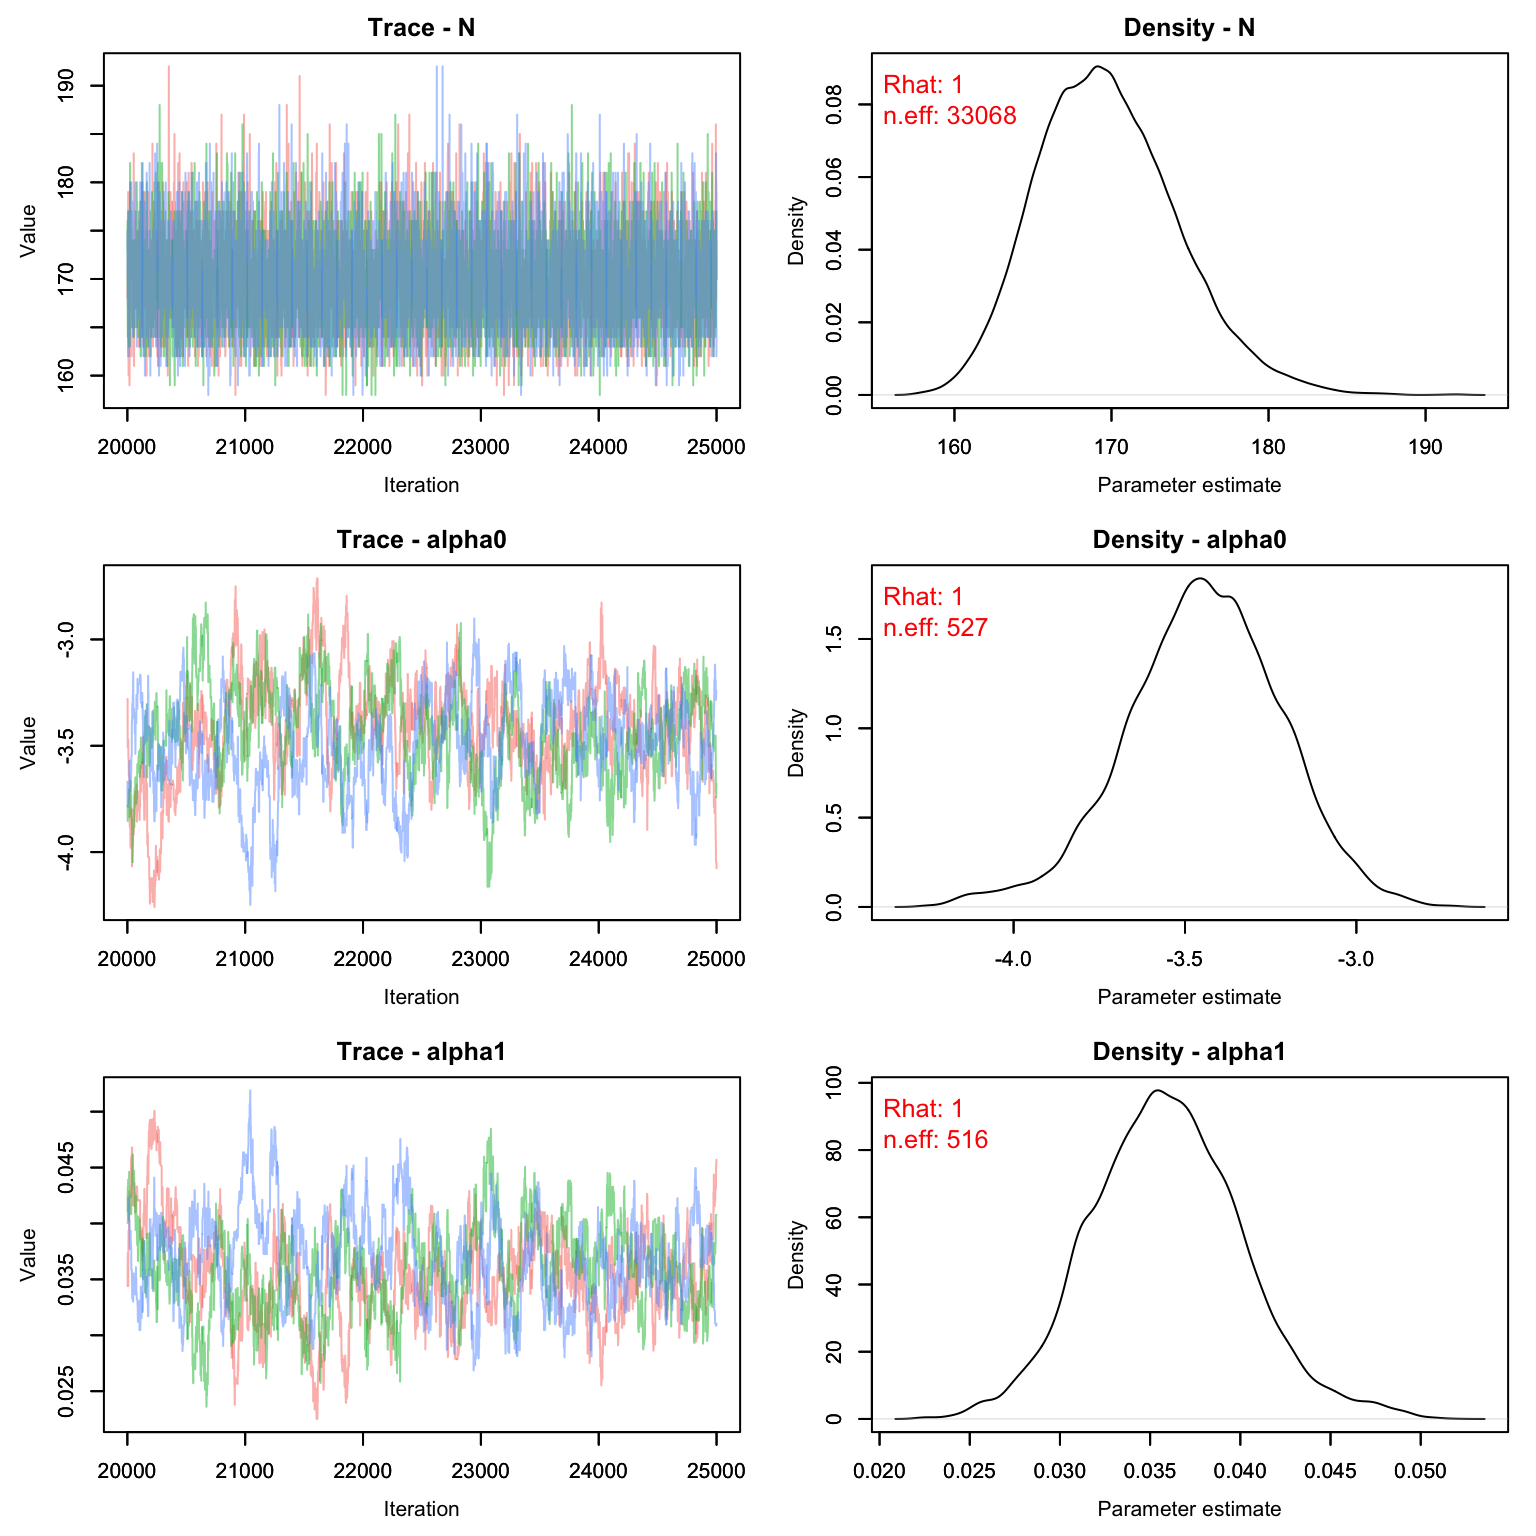 Trace - N
Value
160
170
180
190
20000 21000 22000 23000 24000 25000
Iteration
Density - N
Rhat: 1
n.eff: 33068
Density
0.00
0.02
0.04
0.06
0.08
160 170 180 190
Parameter estimate
Trace - alpha0
Value
-4.0
-3.5
-3.0
20000 21000 22000 23000 24000 25000
Iteration
Density - alpha0
Rhat: 1
n.eff: 527
Density
0.0
0.5
1.0
1.5
-4.0 -3.5 -3.0
Parameter estimate
Trace - alpha1
Value
0.025
0.035
0.045
20000 21000 22000 23000 24000 25000
Iteration
Density - alpha1
Rhat: 1
n.eff: 516
Density
0
20
40
60
80
100
0.020 0.025 0.030 0.035 0.040 0.045 0.050
Parameter estimate